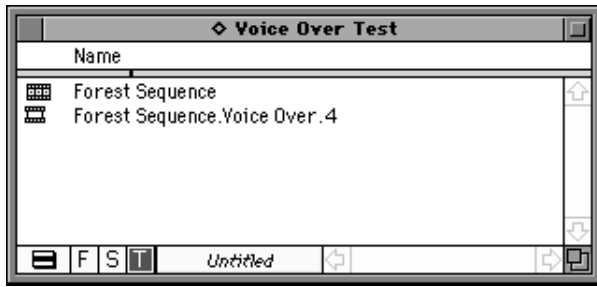 Voice Over Test
Name
Forest Sequence
Forest Sequence.Voice Over.4
F S T Untitled